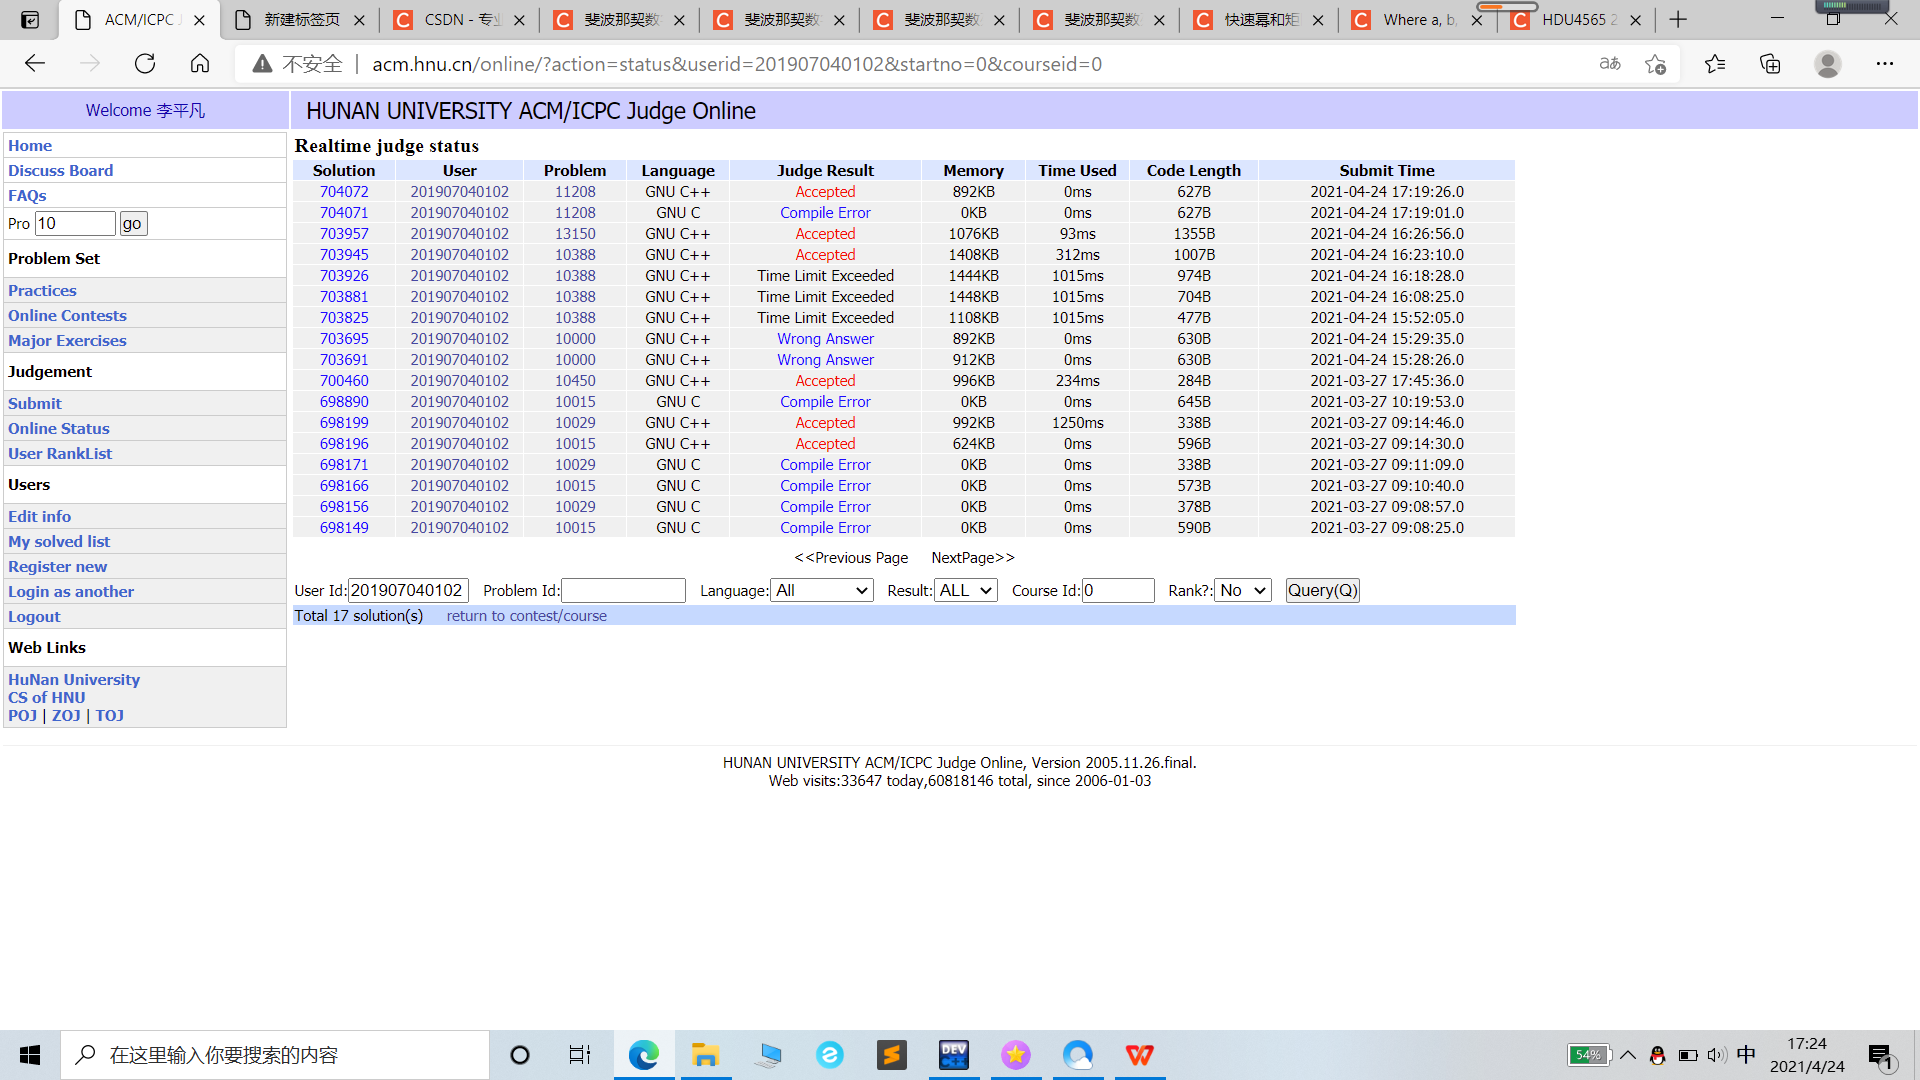 ACM/ICPC J
新建标签页
CSDN - 专业
斐波那契数
斐波那契数
斐波那契数
斐波那契数
快速幂和矩
Where a, b,
HDU4565 2
不安全 | acm.hnu.cn/online/?action=status&userid=201907040102&startno=0&courseid=0
Welcome 李平凡
HUNAN UNIVERSITY ACM/ICPC Judge Online
Home
Discuss Board
FAQs
Pro 10 go
Problem Set
Practices
Online Contests
Major Exercises
Judgement
Submit
Online Status
User RankList
Users
Edit info
My solved list
Register new
Login as another
Logout
Web Links
HuNan University
CS of HNU
POJ | ZOJ | TOJ
Realtime judge status
Solution User Problem Language Judge Result Memory Time Used Code Length Submit Time
704072 201907040102 11208 GNU C++ Accepted 892KB 0ms 627B 2021-04-24 17:19:26.0
704071 201907040102 11208 GNU C Compile Error 0KB 0ms 627B 2021-04-24 17:19:01.0
703957 201907040102 13150 GNU C++ Accepted 1076KB 93ms 1355B 2021-04-24 16:26:56.0
703945 201907040102 10388 GNU C++ Accepted 1408KB 312ms 1007B 2021-04-24 16:23:10.0
703926 201907040102 10388 GNU C++ Time Limit Exceeded 1444KB 1015ms 974B 2021-04-24 16:18:28.0
703881 201907040102 10388 GNU C++ Time Limit Exceeded 1448KB 1015ms 704B 2021-04-24 16:08:25.0
703825 201907040102 10388 GNU C++ Time Limit Exceeded 1108KB 1015ms 477B 2021-04-24 15:52:05.0
703695 201907040102 10000 GNU C++ Wrong Answer 892KB 0ms 630B 2021-04-24 15:29:35.0
703691 201907040102 10000 GNU C++ Wrong Answer 912KB 0ms 630B 2021-04-24 15:28:26.0
700460 201907040102 10450 GNU C++ Accepted 996KB 234ms 284B 2021-03-27 17:45:36.0
698890 201907040102 10015 GNU C Compile Error 0KB 0ms 645B 2021-03-27 10:19:53.0
698199 201907040102 10029 GNU C++ Accepted 992KB 1250ms 338B 2021-03-27 09:14:46.0
698196 201907040102 10015 GNU C++ Accepted 624KB 0ms 596B 2021-03-27 09:14:30.0
698171 201907040102 10029 GNU C Compile Error 0KB 0ms 338B 2021-03-27 09:11:09.0
698166 201907040102 10015 GNU C Compile Error 0KB 0ms 573B 2021-03-27 09:10:40.0
698156 201907040102 10029 GNU C Compile Error 0KB 0ms 378B 2021-03-27 09:08:57.0
698149 201907040102 10015 GNU C Compile Error 0KB 0ms 590B 2021-03-27 09:08:25.0
<<Previous Page NextPage>>
User Id: 201907040102 Problem Id: Language: All Result: ALL Course Id: 0 Rank?: No Query(Q)
Total 17 solution(s) return to contest/course
HUNAN UNIVERSITY ACM/ICPC Judge Online, Version 2005.11.26.final.
Web visits:33647 today,60818146 total, since 2006-01-03
在这里输入你要搜索的内容
DEV
54%
中
17:24
2021/4/24
1